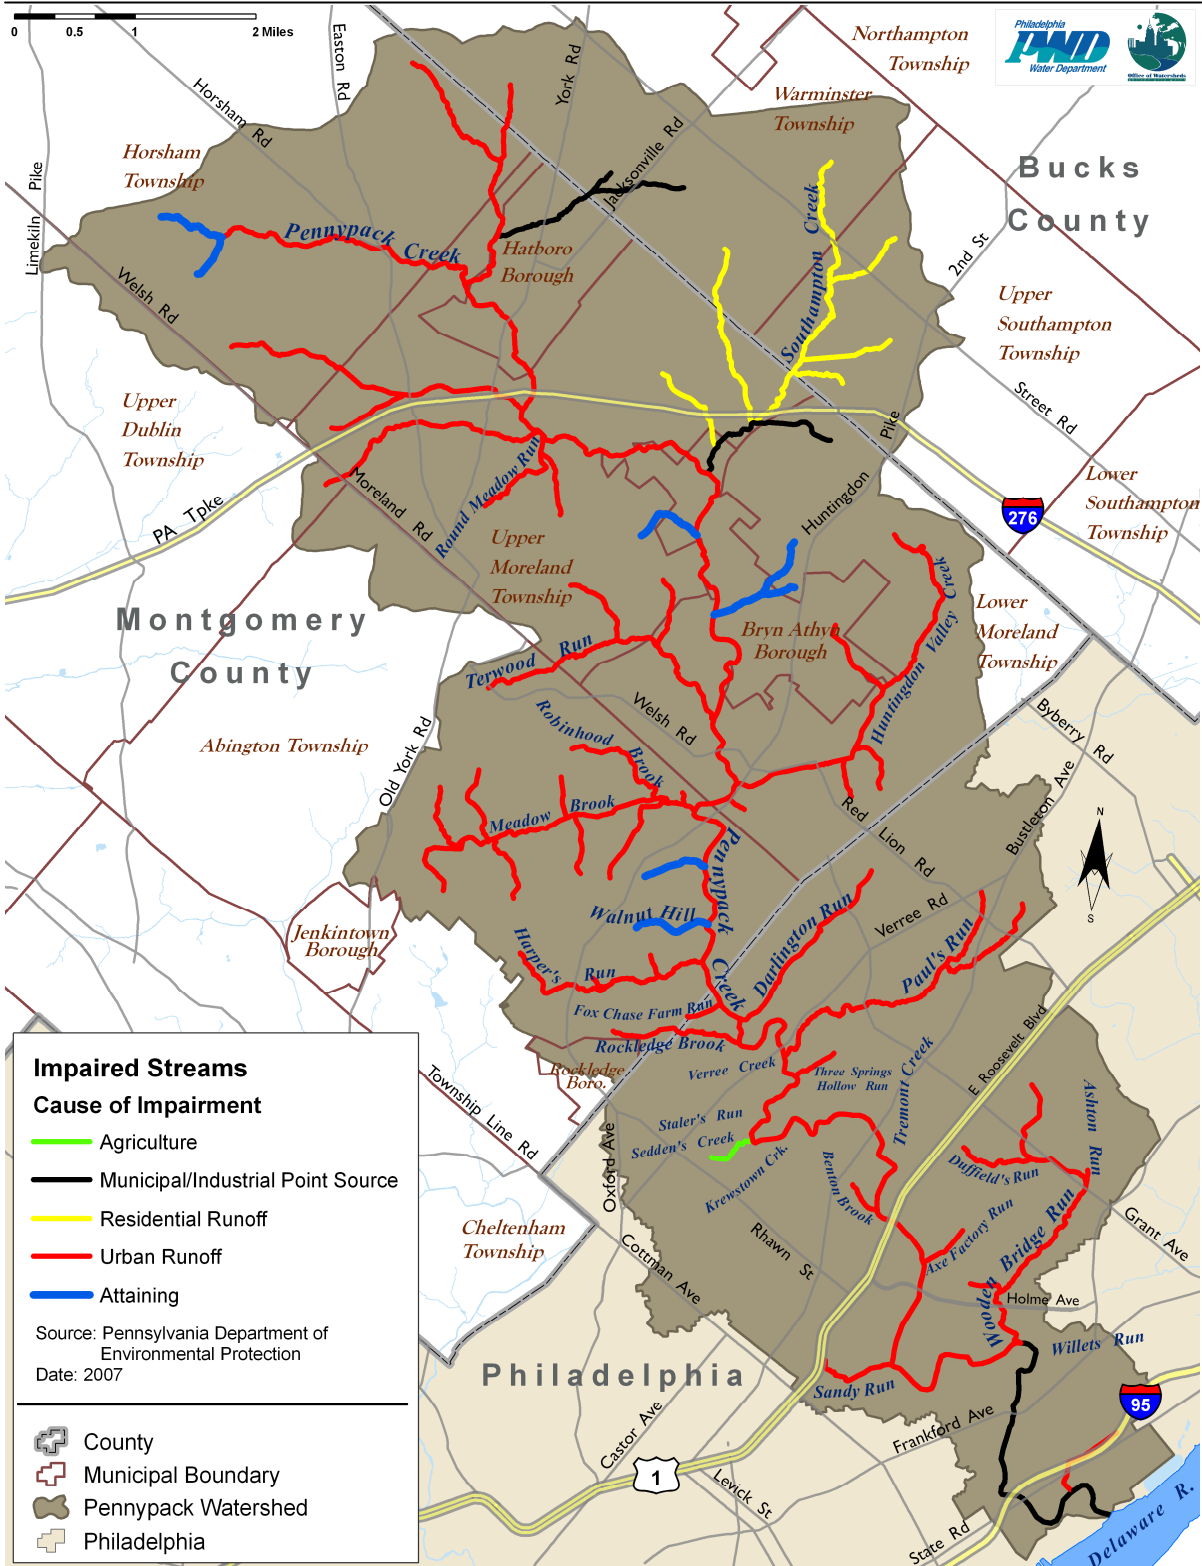 0 0.5 1 2 Miles
Easton Rd
York Rd
Northampton
Township
Philadelphia
PWD
Water Department
Office of Watersheds
Horsham Rd
Warminster
Township
Jacksonville Rd
Limekiln Pike
Horsham
Township
Bucks
County
Pennypack Creek
Hatboro
Borough
Southampton Creek
2nd St
Upper
Southampton
Township
Welsh Rd
Street Rd
Upper
Dublin
Township
Pike
Huntingdon
Lower
Southampton
Township
276
PA Tpke
Moreland Rd
Round Meadow Run
Upper
Moreland
Township
Montgomery
County
Bryn Athyn
Borough
Huntingdon Valley Creek
Lower
Moreland
Township
Terwood Run
Welsh Rd
Robinhood Brook
Byberry Rd
Abington Township
Old York Rd
Meadow Brook
Red Lion Rd
Bustleton Ave
N
S
Pennypack Creek
Walnut Hill
Darlington Run
Verree Rd
Paul's Run
Jenkintown
Borough
Harper's Run
Fox Chase Farm Run
Rockledge Brook
Rockledge
Boro.
Verree Creek
Three Springs
Hollow Run
Tremont Creek
E Roosevelt Blvd
Township Line Rd
Ashton Run
Staler's Run
Sedden's Creek
Krewstown Crk.
Oxford Ave
Benton Brook
Duffield's Run
Axe Factory Run
Wooden Bridge Run
Grant Ave
Cheltenham
Township
Cottman Ave
Rhawn St
Holme Ave
Willets Run
Philadelphia
Sandy Run
95
Castor Ave
Frankford Ave
1
Levick St
State Rd
Delaware R.
Impaired Streams
Cause of Impairment
Agriculture
Municipal/Industrial Point Source
Residential Runoff
Urban Runoff
Attaining
Source: Pennsylvania Department of
Environmental Protection
Date: 2007
County
Municipal Boundary
Pennypack Watershed
Philadelphia